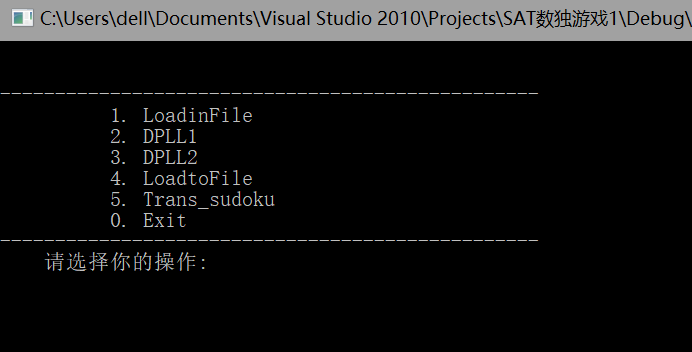 C:\Users\dell\Documents\Visual Studio 2010\Projects\SAT数独游戏1\Debug\
1. LoadinFile
2. DPLL1
3. DPLL2
4. LoadtoFile
5. Trans_sudoku
0. Exit
请选择你的操作: